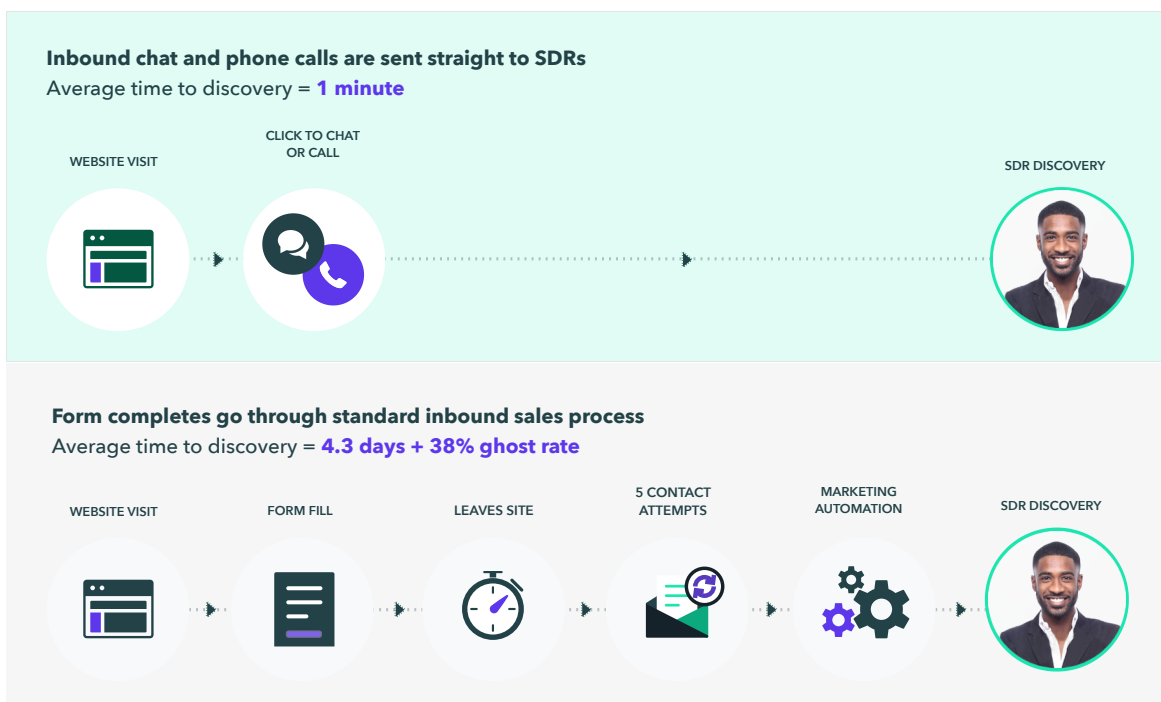 Inbound chat and phone calls are sent straight to SDRs
Average time to discovery = 1 minute
WEBSITE VISIT
CLICK TO CHAT
OR CALL
SDR DISCOVERY
Form completes go through standard inbound sales process
Average time to discovery = 4.3 days + 38% ghost rate
WEBSITE VISIT
FORM FILL
LEAVES SITE
5 CONTACT
ATTEMPTS
MARKETING
AUTOMATION
SDR DISCOVERY